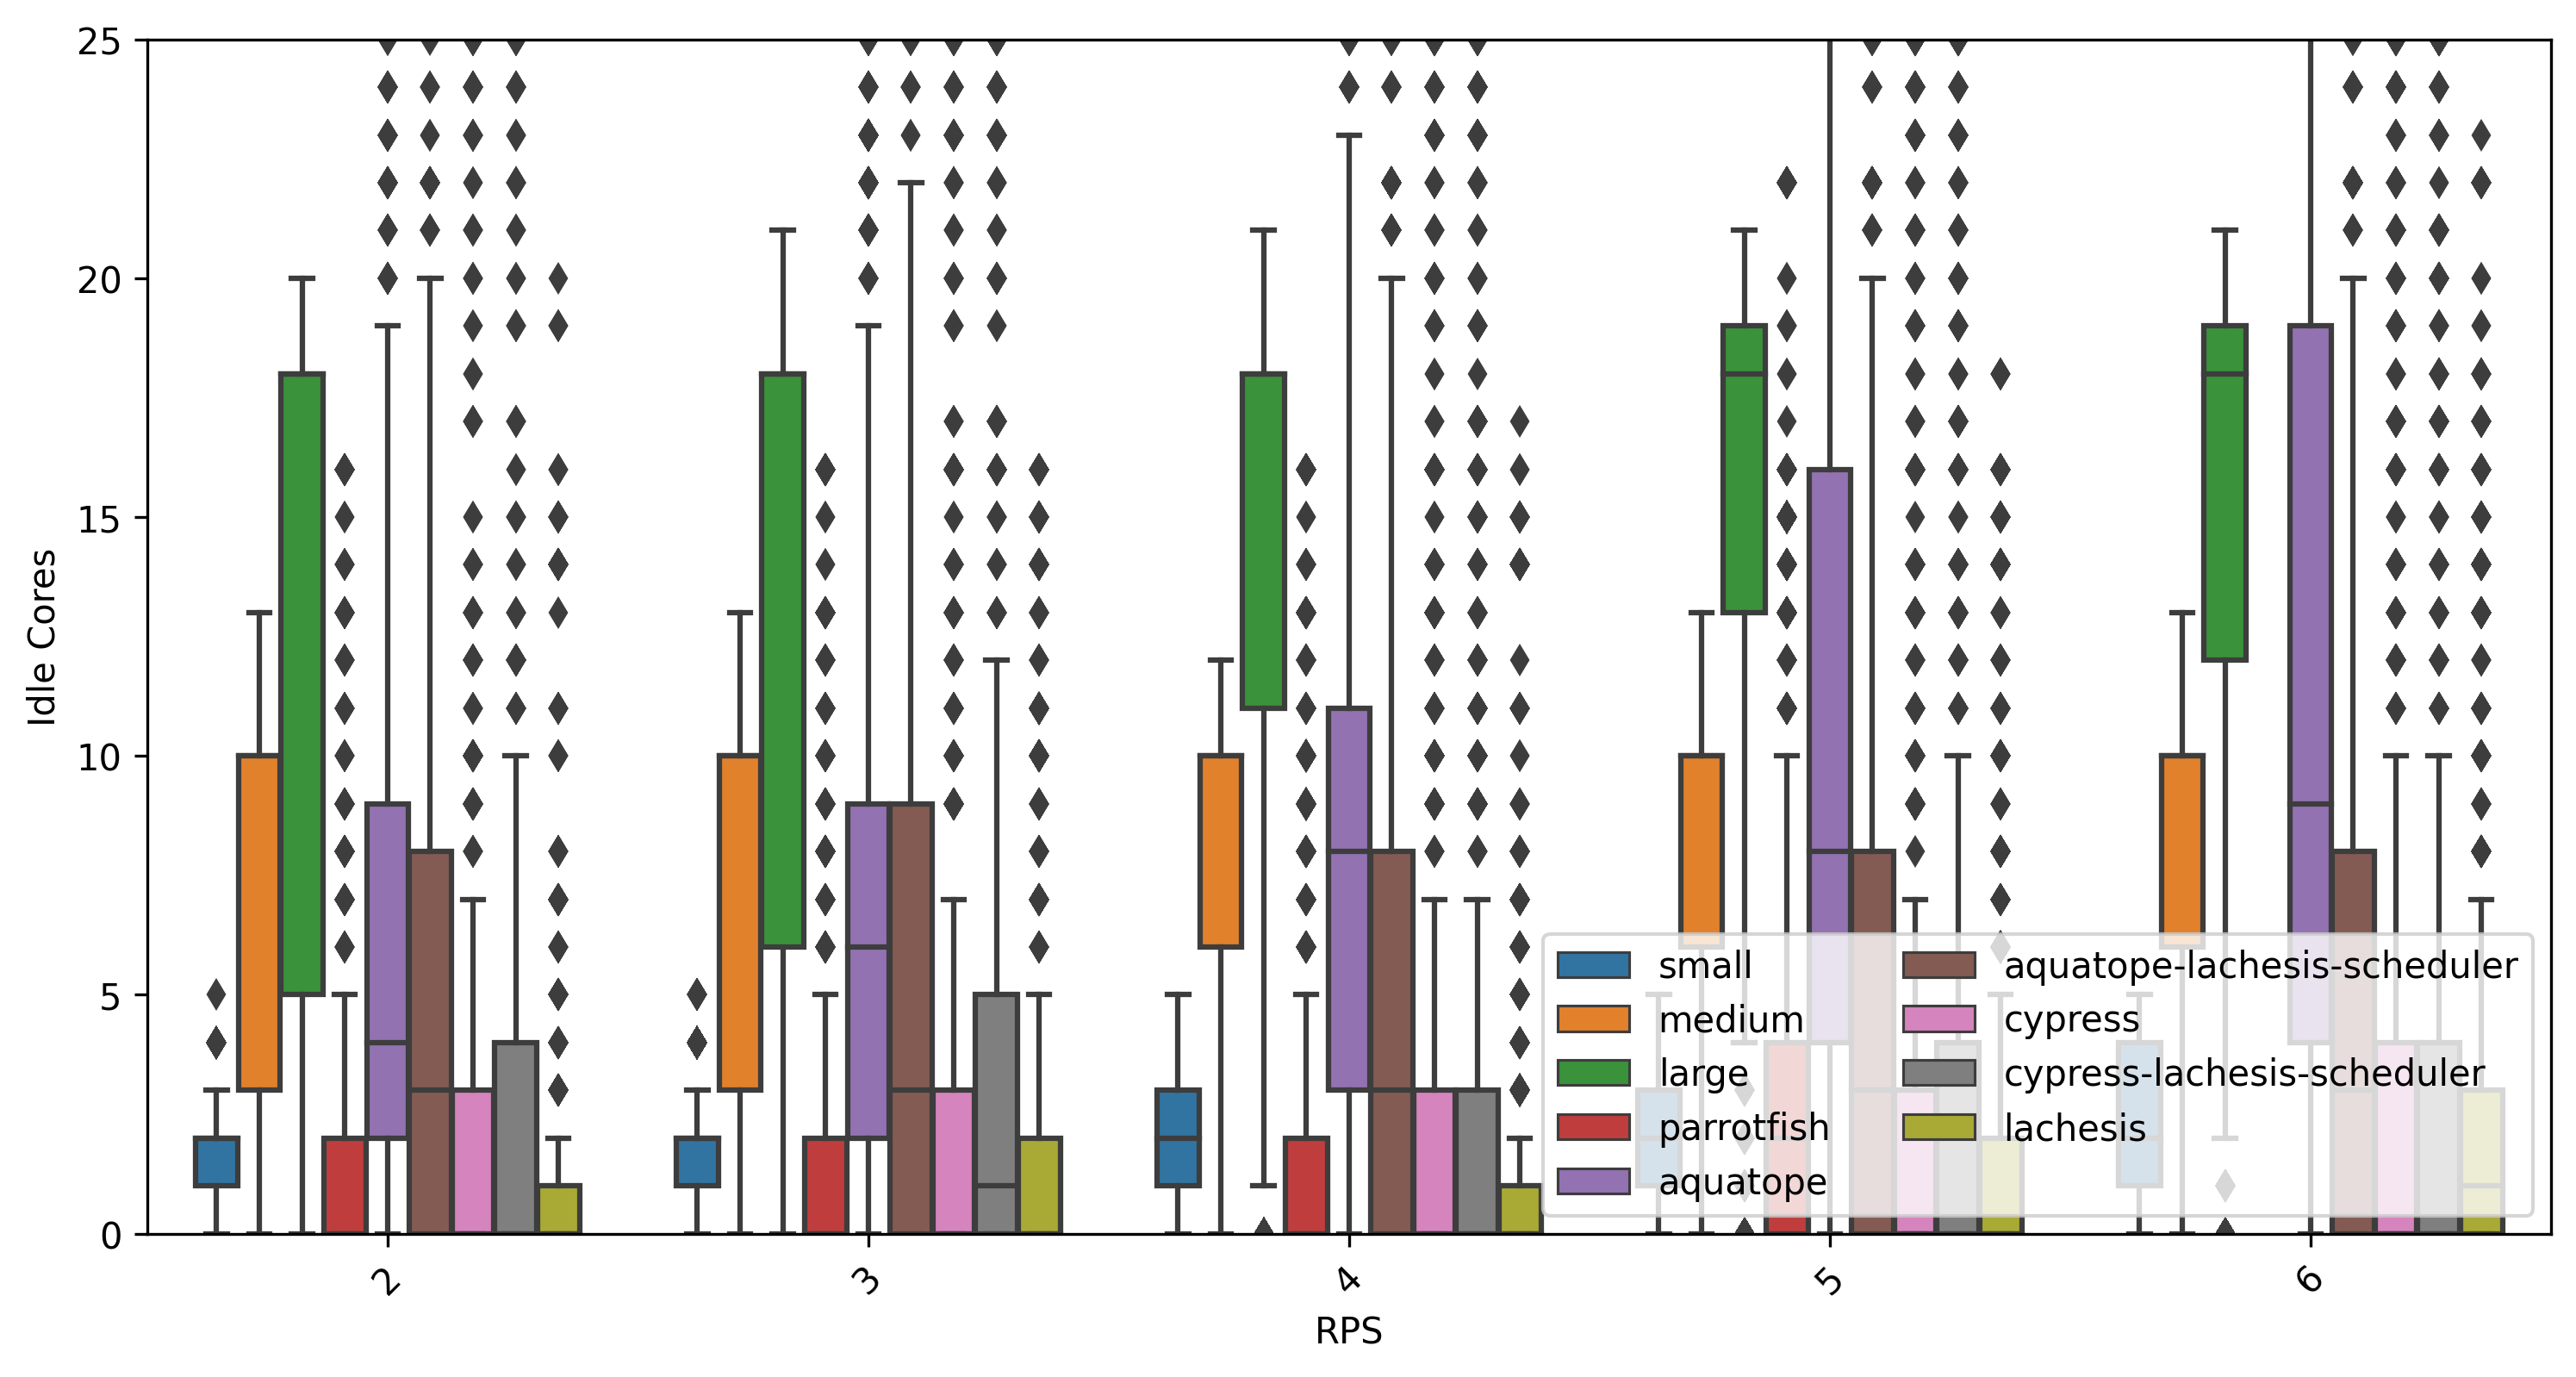 25
20
15
10
5
0
Idle Cores
small
medium
large
parrotfish
aquatope
aquatope-lachesis-scheduler
cypress
cypress-lachesis-scheduler
lachesis
2
3
4
5
6
RPS